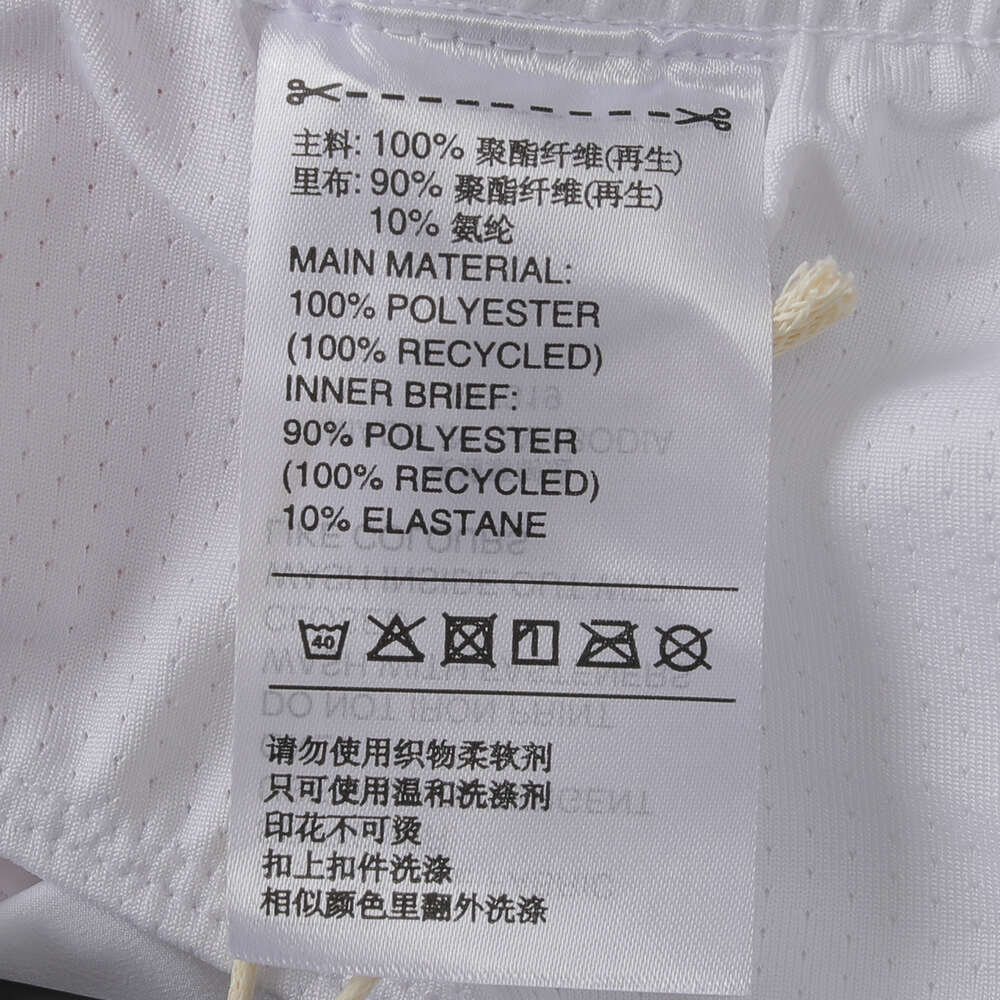 主料: 100% 聚酯纤维(再生)
里布: 90% 聚酯纤维(再生)
10% 氨纶
MAIN MATERIAL:
100% POLYESTER
(100% RECYCLED)
INNER BRIEF:
90% POLYESTER
(100% RECYCLED)
10% ELASTANE
40
请勿使用织物柔软剂
只可使用温和洗涤剂
印花不可烫
扣上扣件洗涤
相似颜色里翻外洗涤